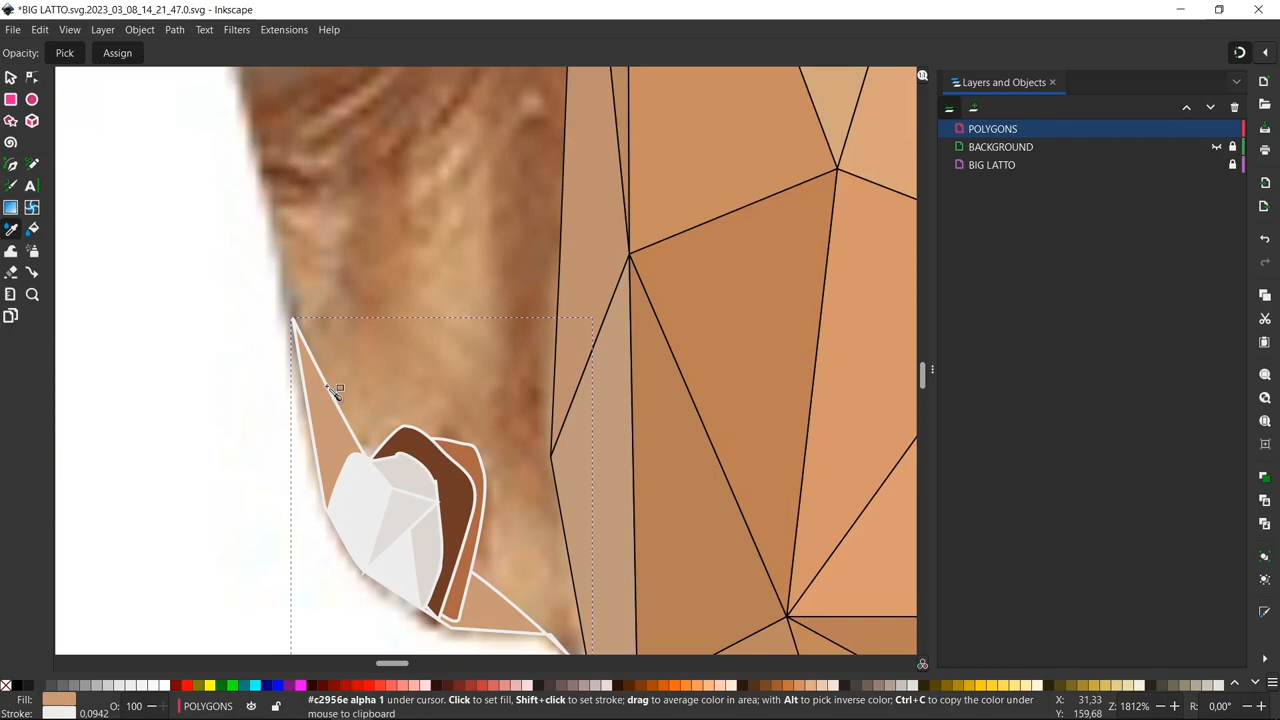 *BIG LATTO.svg.2023_03_08_14_21_47.0.svg - Inkscape
File Edit View Layer Object Path Text Filters Extensions Help
Opacity: Pick Assign
Layers and Objects
POLYGONS
BACKGROUND
BIG LATTO
Fill:
Stroke: 0,0942
O: 100
POLYGONS
#c2956e alpha 1 under cursor. Click to set fill, Shift+click to set stroke; drag to average color in area; with Alt to pick inverse color; Ctrl+C to copy the color under
mouse to clipboard
X: 31,33
Y: 159,68
Z: 1812%
R: 0,00°